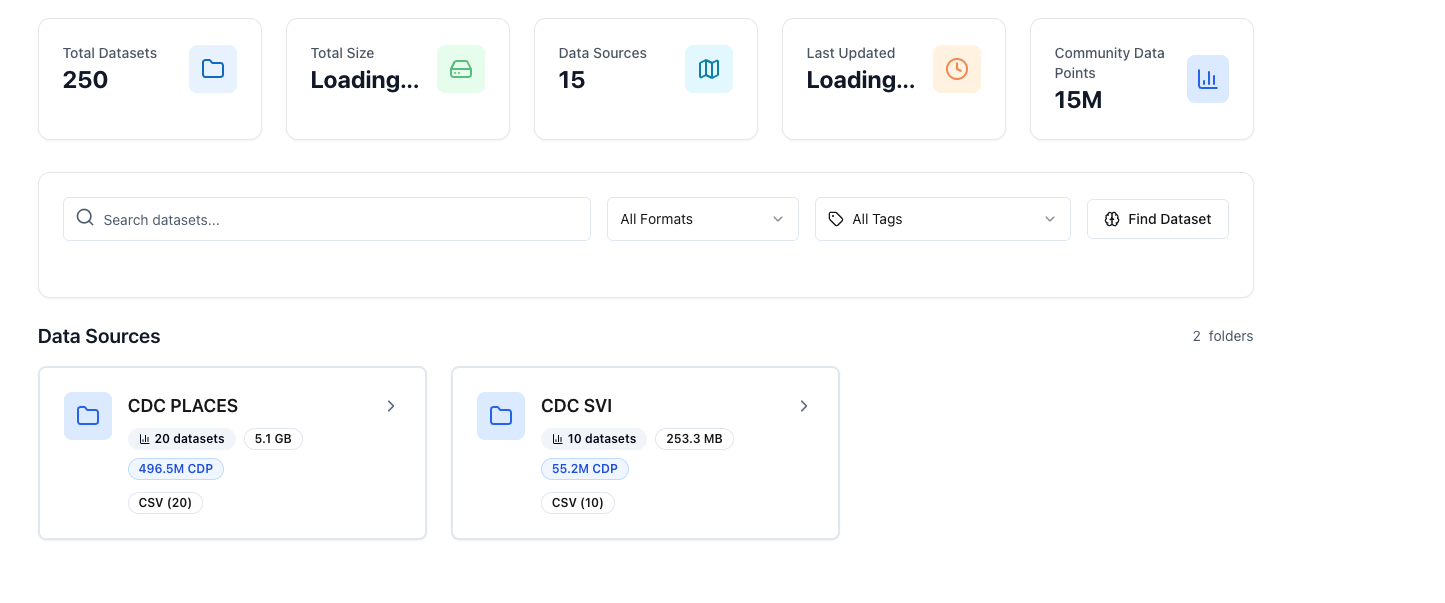 Total Datasets
250
Total Size
Loading...
Data Sources
15
Last Updated
Loading...
Community Data
Points
15M
Search datasets...
All Formats
All Tags
Find Dataset
Data Sources
2 folders
CDC PLACES
20 datasets
5.1 GB
496.5M CDP
CSV (20)
CDC SVI
10 datasets
253.3 MB
55.2M CDP
CSV (10)